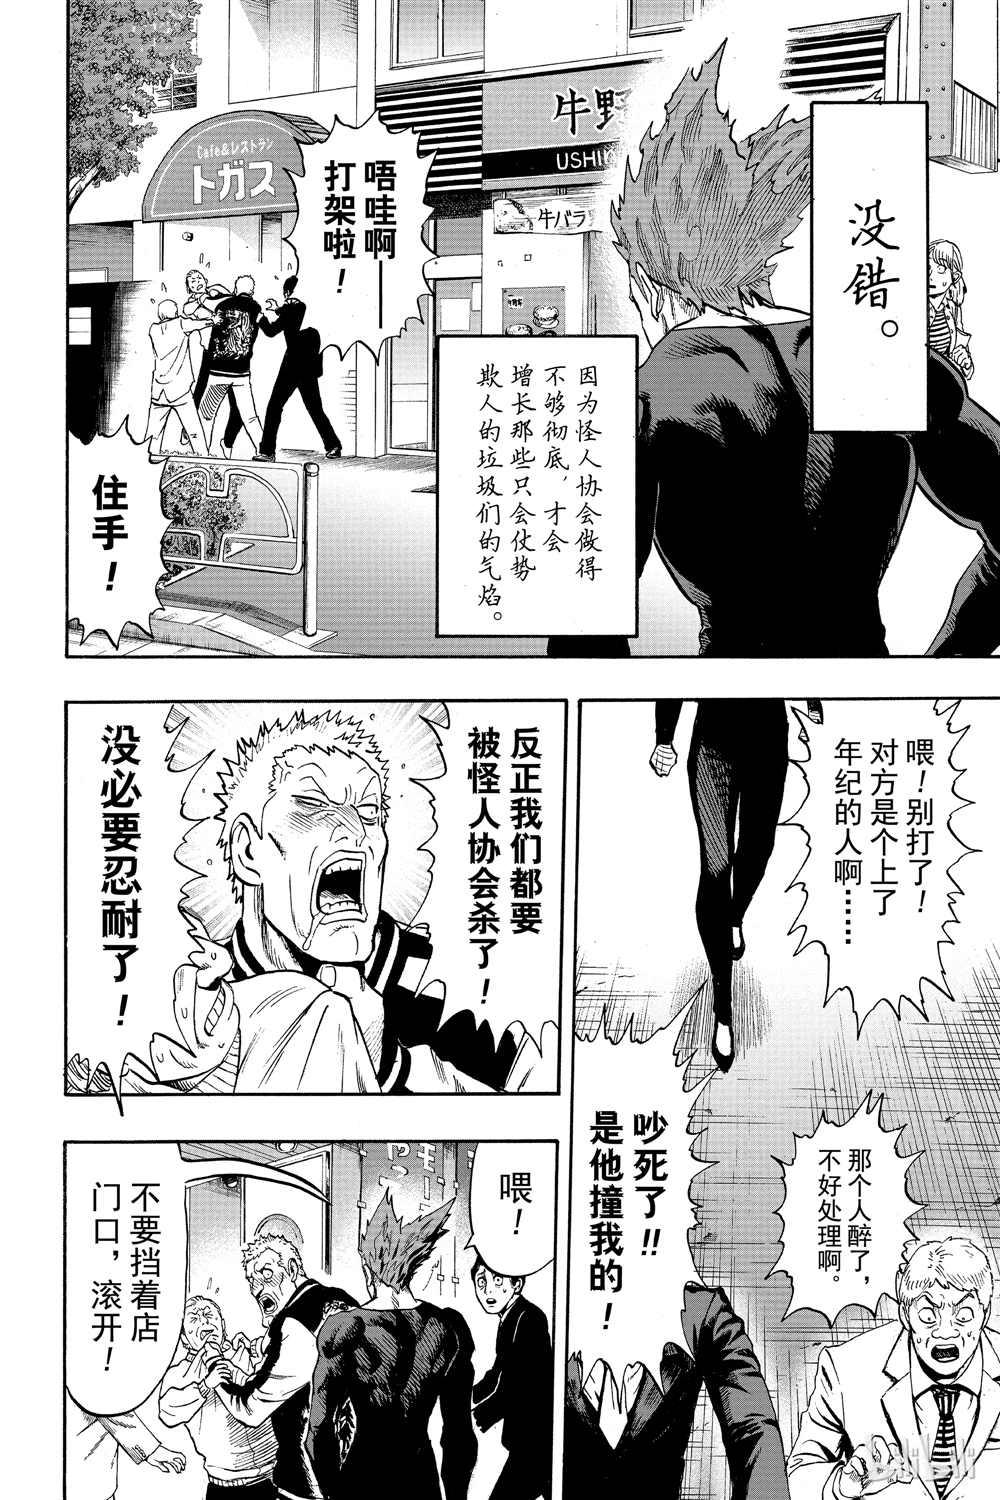 没错。
因为怪人协会做得
不够彻底，才会
增长那些只会仗势
欺人的垃圾们的气焰。
牛野
USHI
牛バラ
唔哇啊——
打架啦！
Cafe&レストラン
トガス
住手！
喂！别打了！
对方是个上了
年纪的人啊……
那个人醉了，
不好处理啊。
吵死了!!
是他撞我的！
反正我们都要
被怪人协会杀了！
没必要忍耐了！
喂！
不要挡着店
门口，滚开！
bilibili